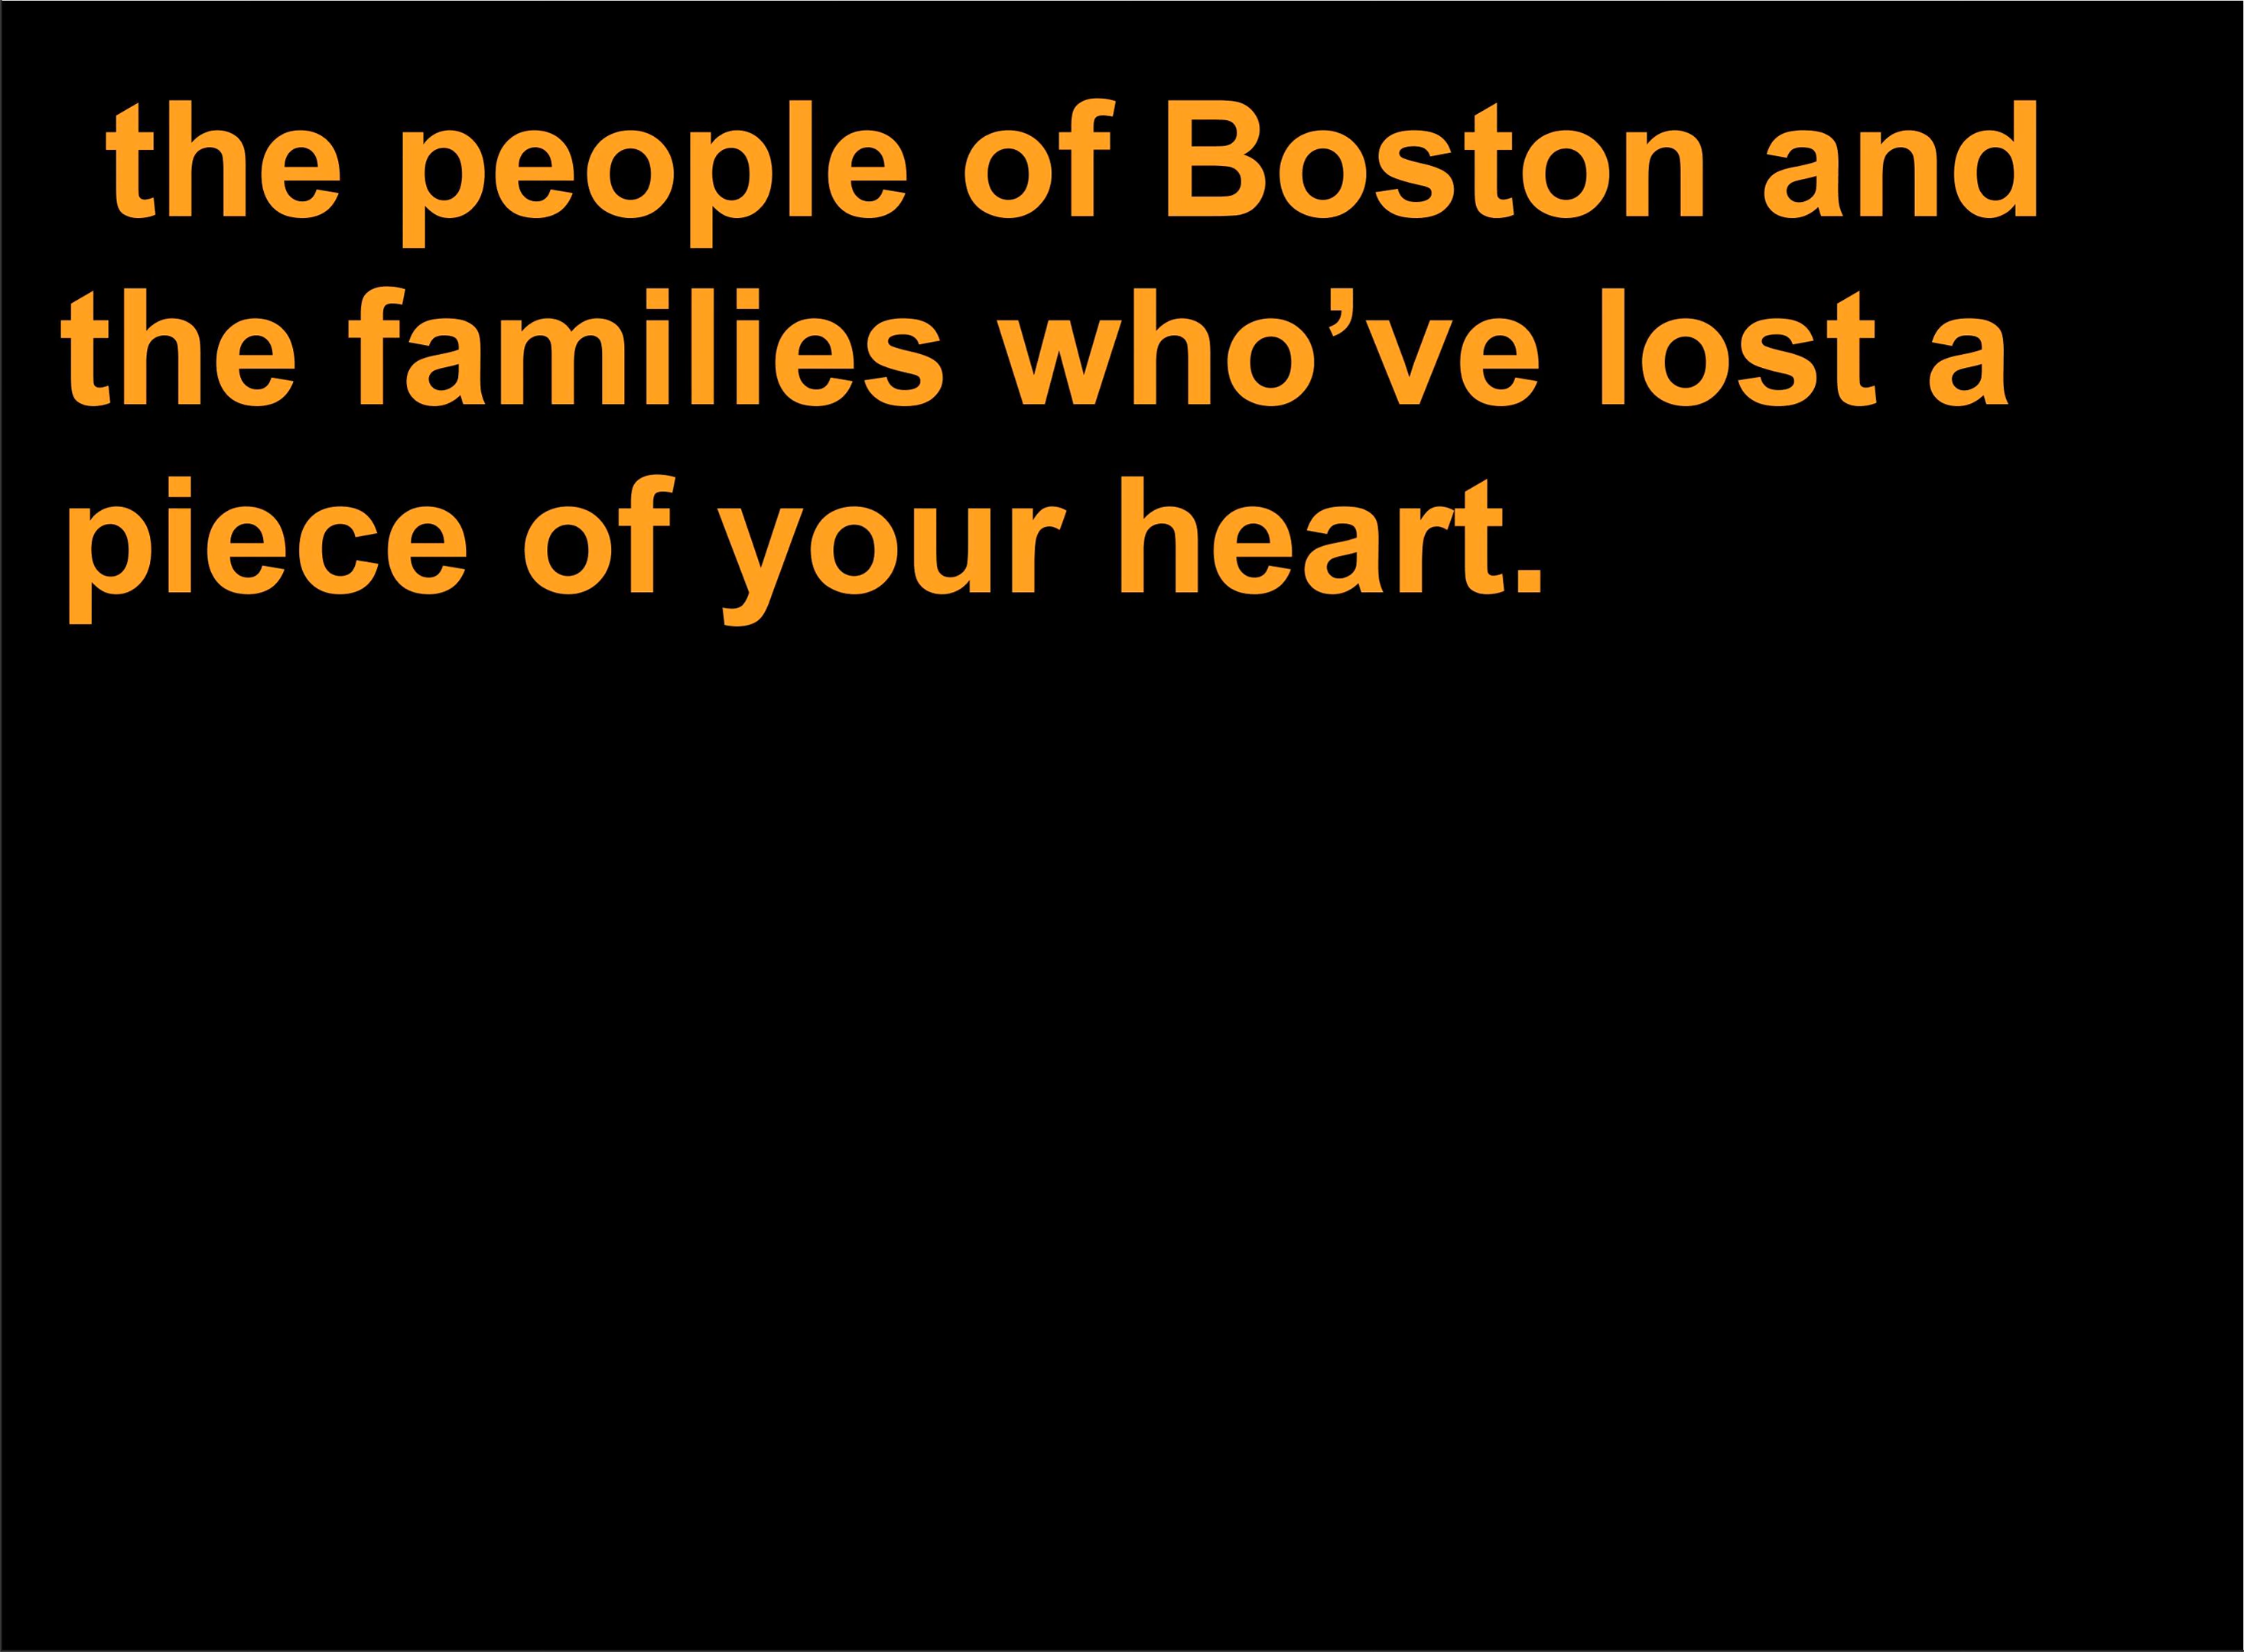 the people of Boston and
the families who’ve lost a
piece of your heart.